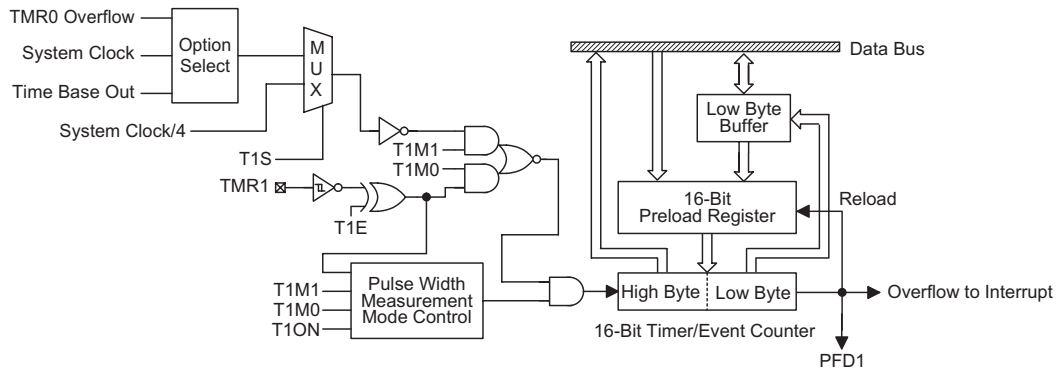 TMR0 Overflow
System Clock
Time Base Out
Option
Select
M
U
X
System Clock/4
T1S
TMR1
T1E
T1M1
T1M0
T1M1
T1M0
T1ON
Pulse Width
Measurement
Mode Control
Data Bus
Low Byte
Buffer
16-Bit
Preload Register
Reload
High Byte
Low Byte
Overflow to Interrupt
16-Bit Timer/Event Counter
PFD1